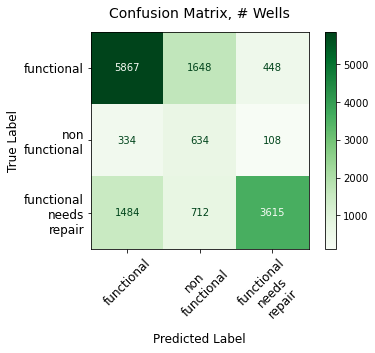 Confusion Matrix, # Wells
True Label
functional
5867 1648 448
non
functional
334 634 108
functional
needs
repair
1484 712 3615
functional
non
functional
functional
needs
repair
Predicted Label
5000
4000
3000
2000
1000